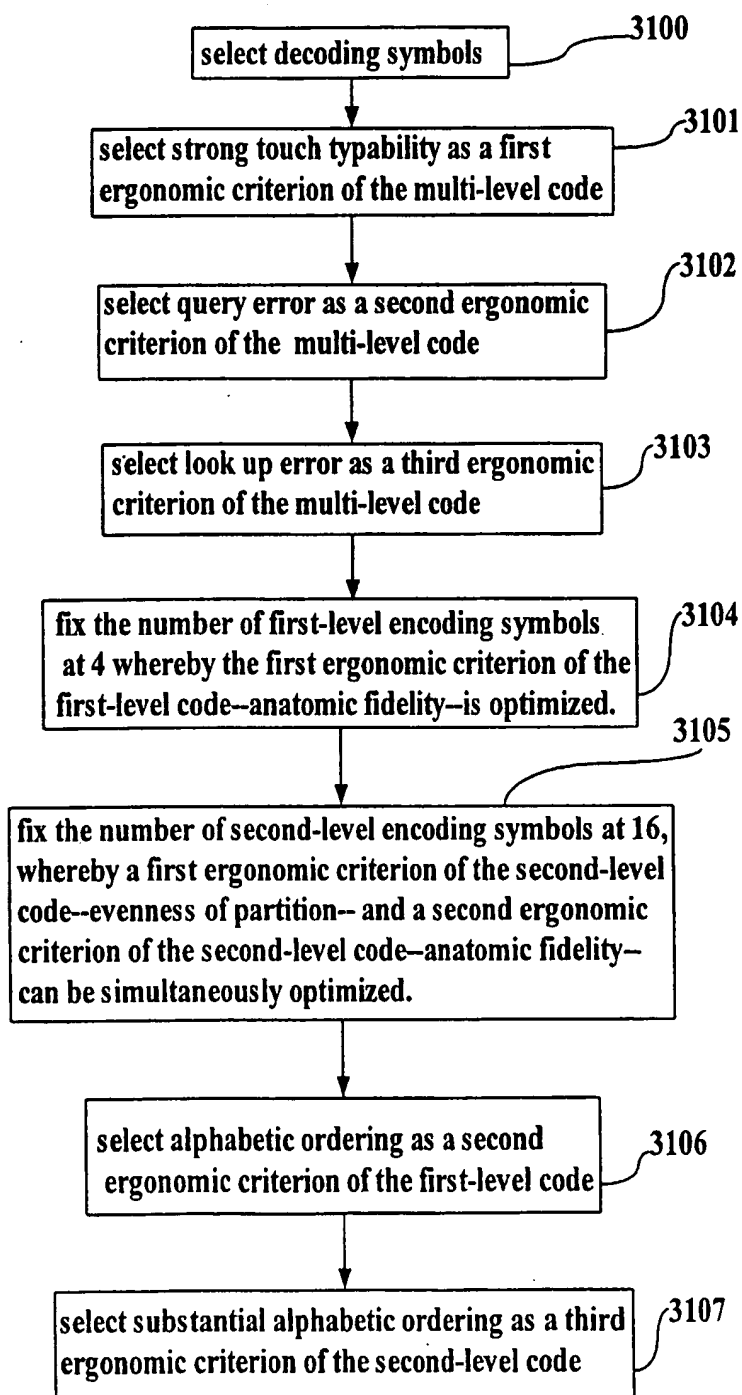 select decoding symbols
3100
select strong touch typability as a first
ergonomic criterion of the multi-level code
3101
select query error as a second ergonomic
criterion of the multi-level code
3102
select look up error as a third ergonomic
criterion of the multi-level code
3103
fix the number of first-level encoding symbols
at 4 whereby the first ergonomic criterion of the
first-level code--anatomic fidelity--is optimized.
3104
3105
fix the number of second-level encoding symbols at 16,
whereby a first ergonomic criterion of the second-level
code--evenness of partition-- and a second ergonomic
criterion of the second-level code--anatomic fidelity--
can be simultaneously optimized.
select alphabetic ordering as a second
ergonomic criterion of the first-level code
3106
select substantial alphabetic ordering as a third
ergonomic criterion of the second-level code
3107